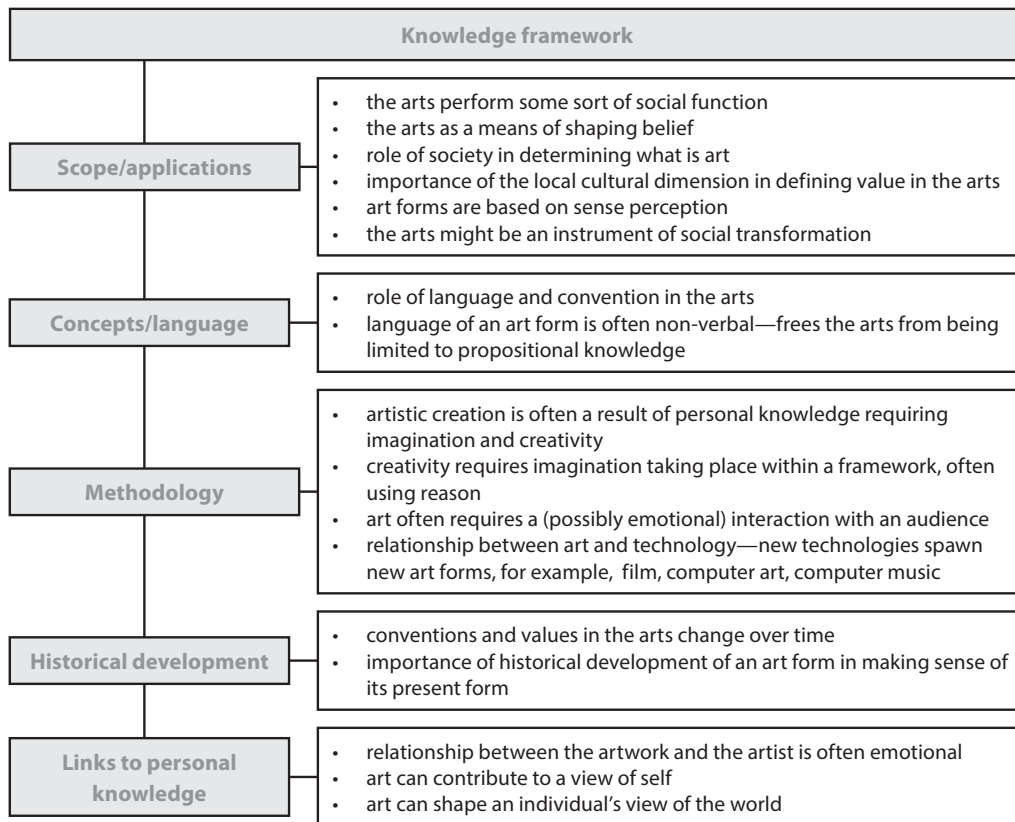 Knowledge framework
Scope/applications
• the arts perform some sort of social function
• the arts as a means of shaping belief
• role of society in determining what is art
• importance of the local cultural dimension in defining value in the arts
• art forms are based on sense perception
• the arts might be an instrument of social transformation
Concepts/language
• role of language and convention in the arts
• language of an art form is often non-verbal—frees the arts from being
limited to propositional knowledge
Methodology
• artistic creation is often a result of personal knowledge requiring
imagination and creativity
• creativity requires imagination taking place within a framework, often
using reason
• art often requires a (possibly emotional) interaction with an audience
• relationship between art and technology—new technologies spawn
new art forms, for example, film, computer art, computer music
Historical development
• conventions and values in the arts change over time
• importance of historical development of an art form in making sense of
its present form
Links to personal
knowledge
• relationship between the artwork and the artist is often emotional
• art can contribute to a view of self
• art can shape an individual's view of the world